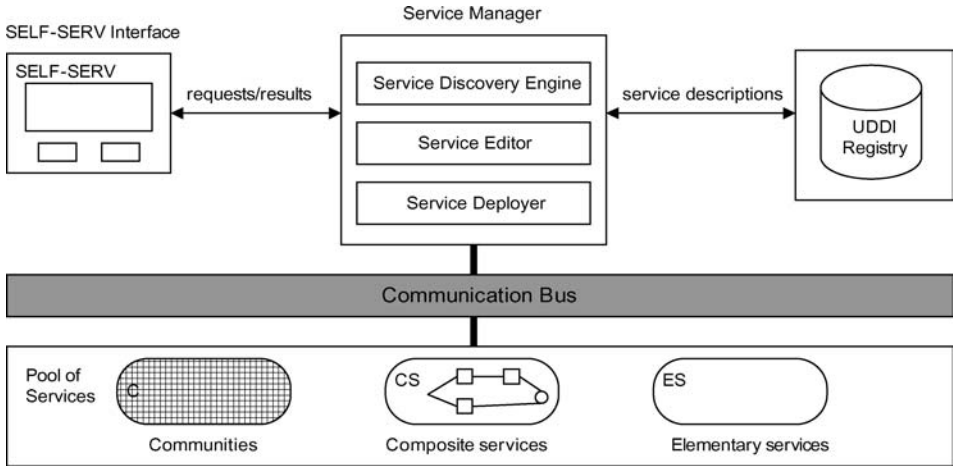 Service Manager
SELF-SERV Interface
SELF-SERV
requests/results
Service Discovery Engine
service descriptions
Service Editor
UDDI
Registry
Service Deployer
Communication Bus
Pool of
Services
C
CS
ES
Communities
Composite services
Elementary services